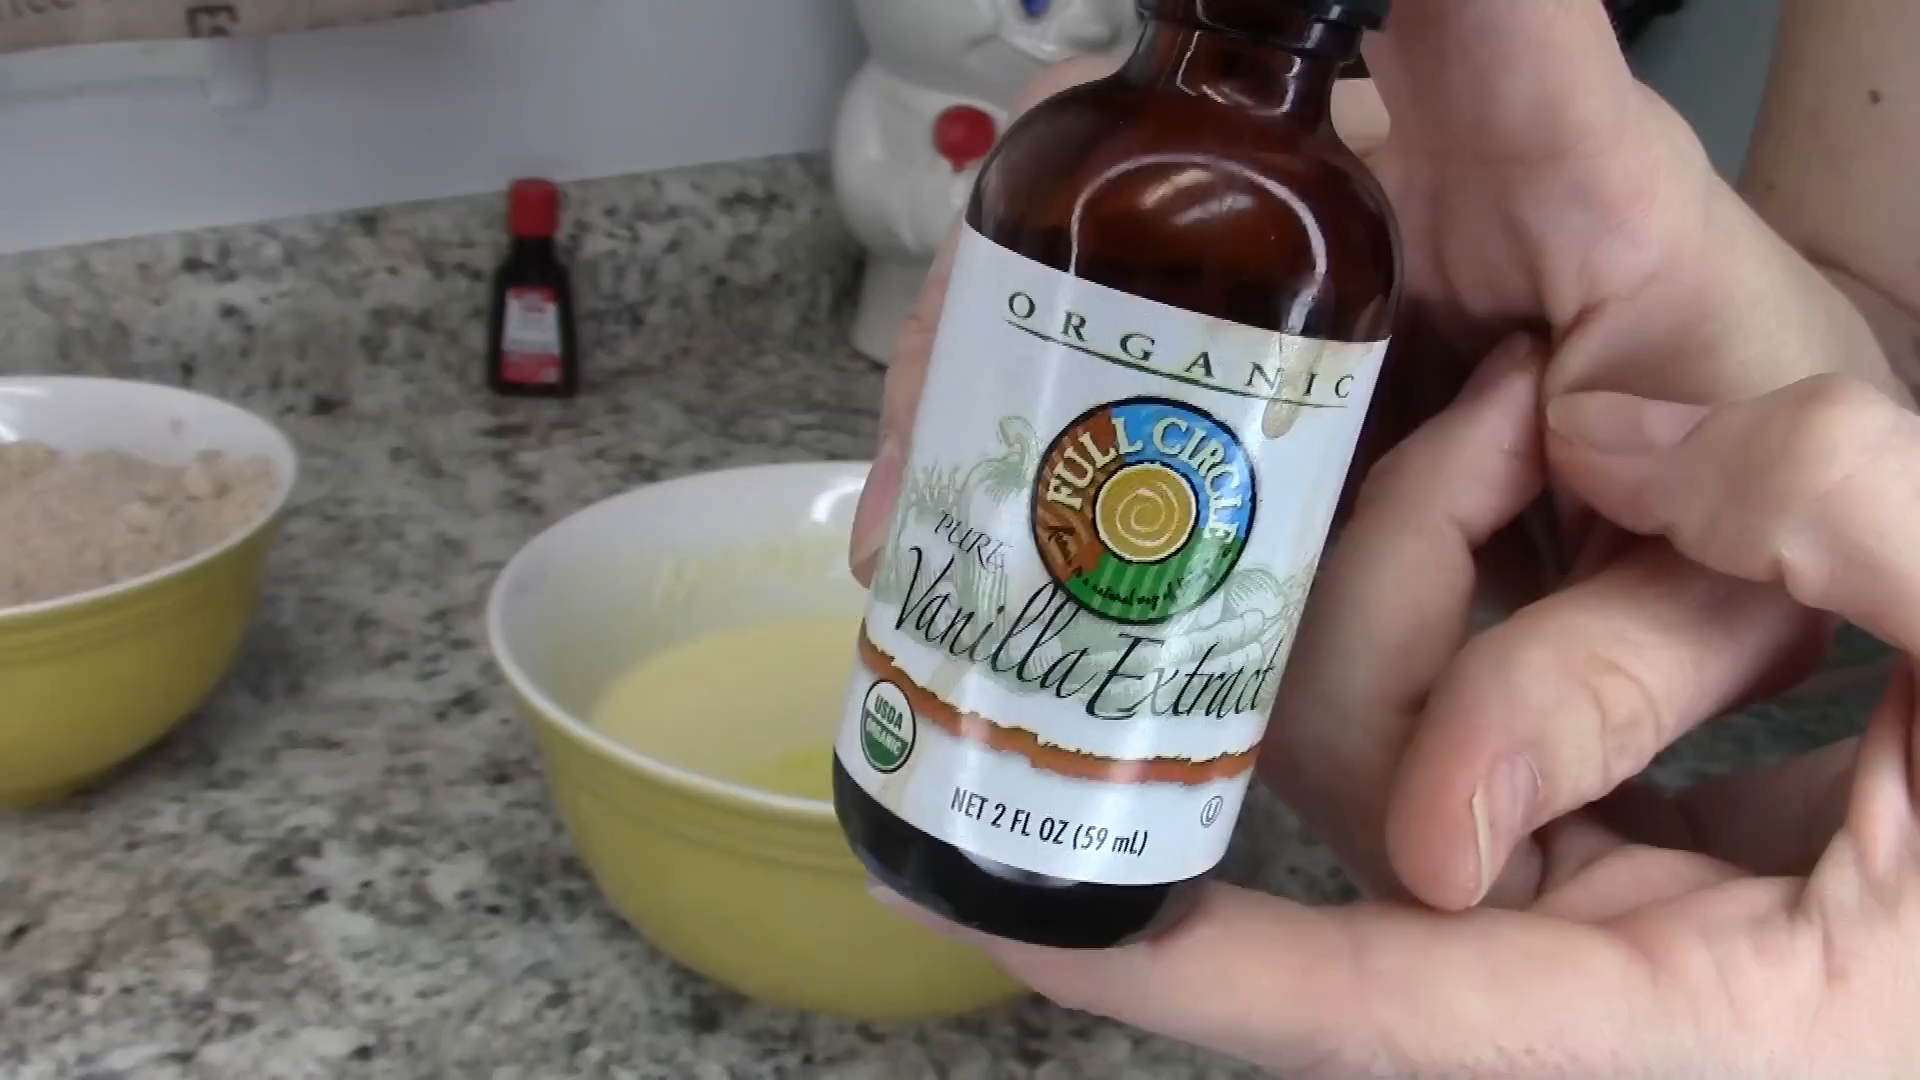 ORGANIC
FULL CIRCLE
PURE
Vanilla Extract
USDA
ORGANIC
NET 2 FL OZ (59 mL)
U